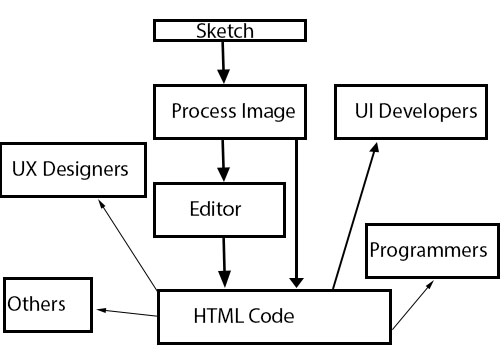 Sketch
Process Image
UI Developers
UX Designers
Editor
Programmers
Others
HTML Code